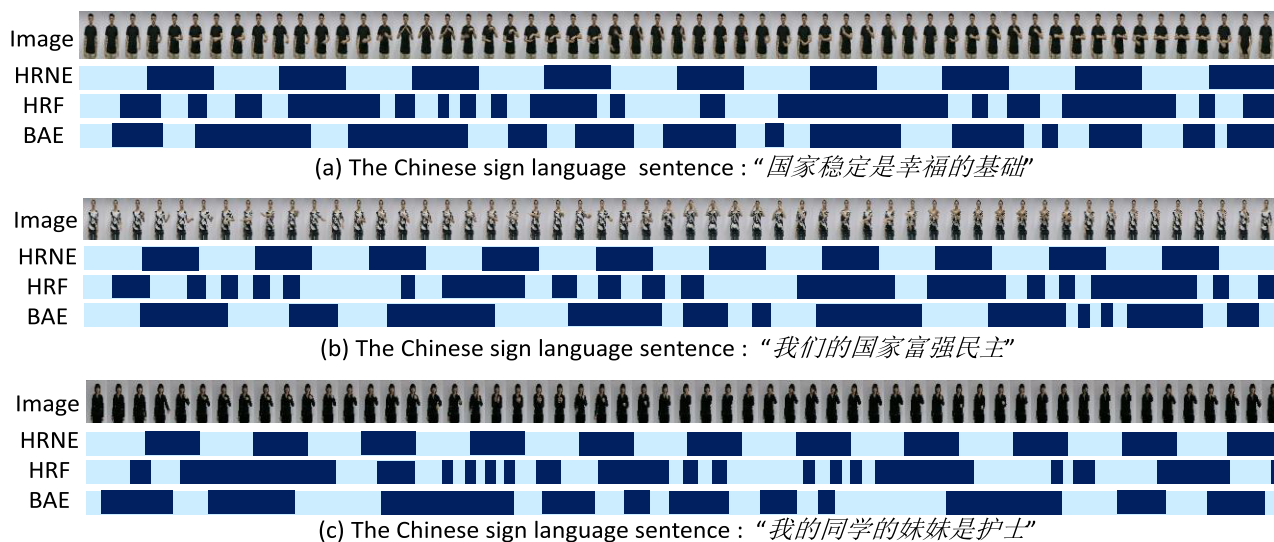 Image
HRNE
HRF
BAE
(a) The Chinese sign language sentence : “国家稳定是幸福的基础”
Image
HRNE
HRF
BAE
(b) The Chinese sign language sentence : “我们的国家富强民主”
Image
HRNE
HRF
BAE
(c) The Chinese sign language sentence : “我的同学的妹妹是护士”